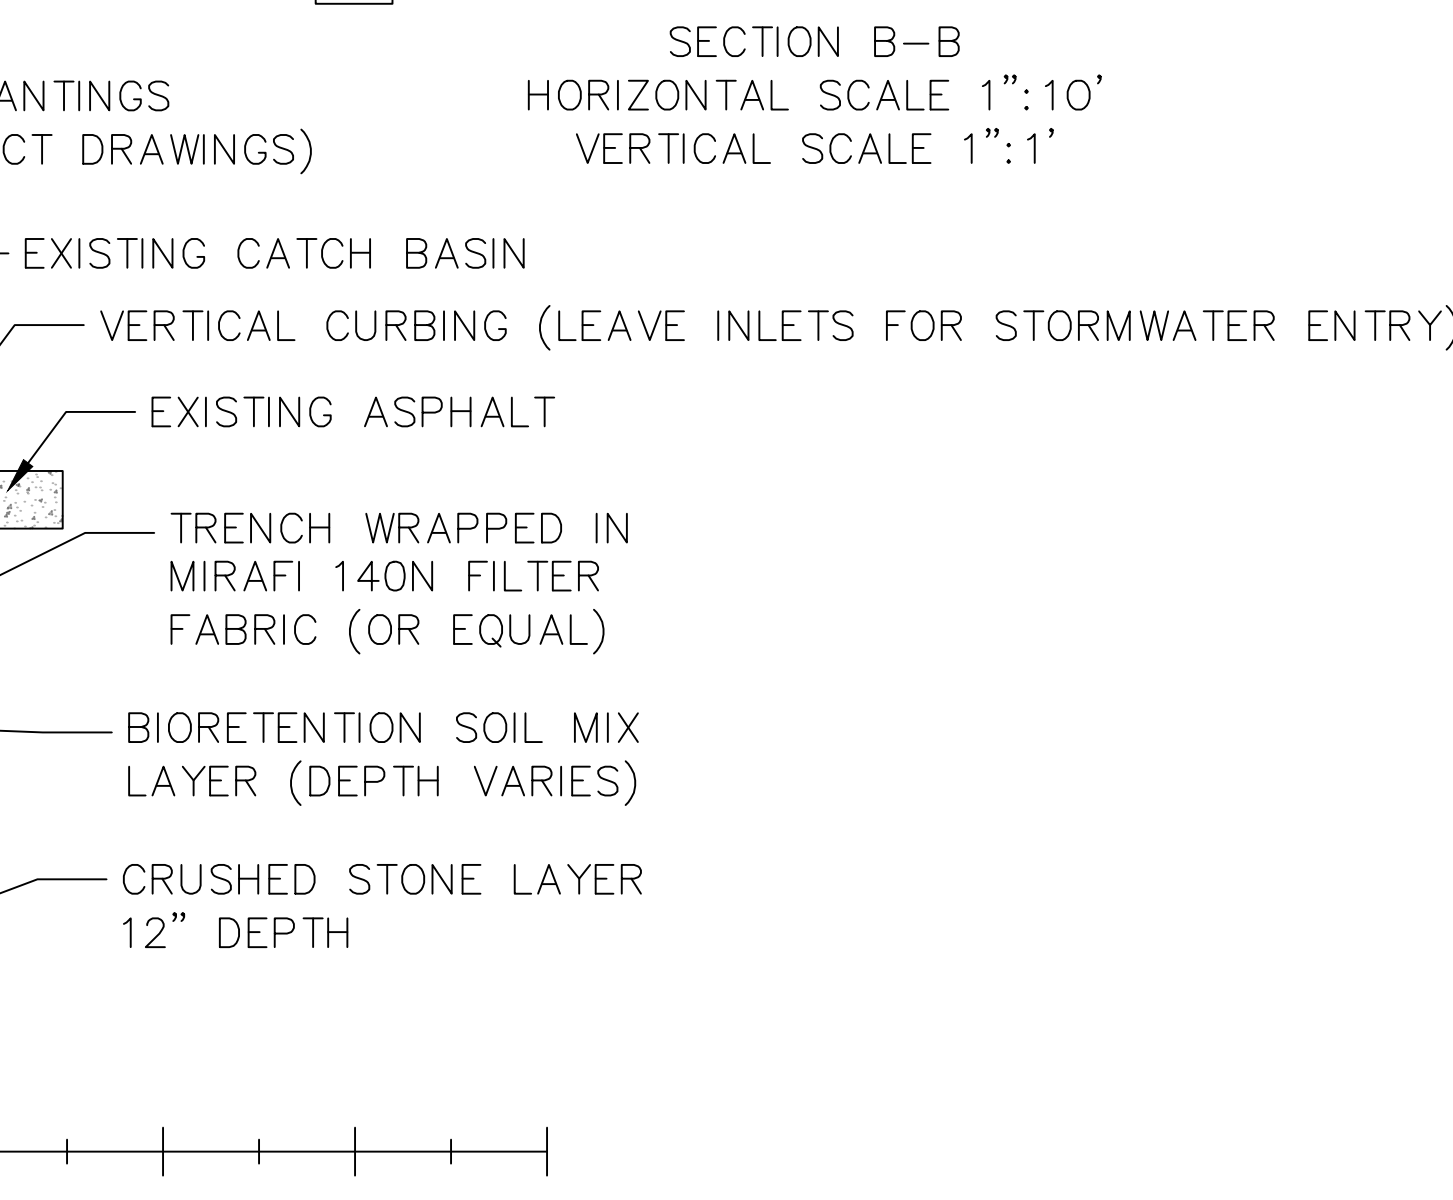 SECTION B-B
HORIZONTAL SCALE 1":10'
VERTICAL SCALE 1":1'
DRAWINGS)
EXISTING CATCH BASIN
VERTICAL CURBING (LEAVE INLETS FOR STORMWATER ENTRY)
EXISTING ASPHALT
TRENCH WRAPPED IN
MIRAFI 140N FILTER
FABRIC (OR EQUAL)
BIORETENTION SOIL MIX
LAYER (DEPTH VARIES)
CRUSHED STONE LAYER
12" DEPTH